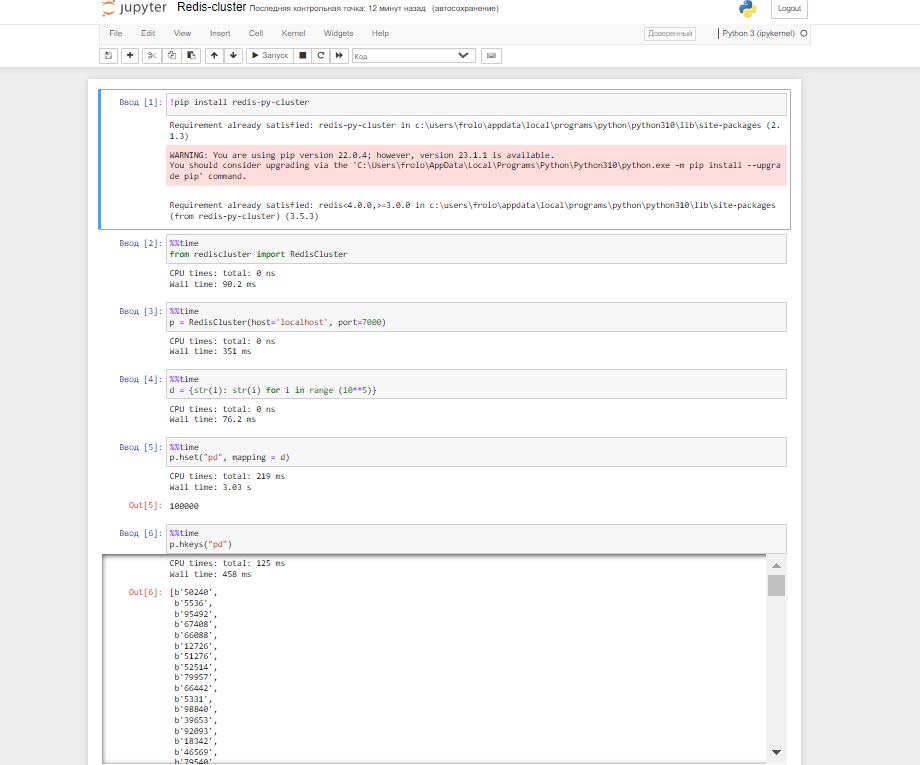 jupyter Redis-cluster Последняя контрольная точка: 12 минут назад (автосохранение)
Logout
File Edit View Insert Cell Kernel Widgets Help
Доверенный
Python 3 (ipykernel)
Запуск
Код
Ввод [1]: !pip install redis-py-cluster
Requirement already satisfied: redis-py-cluster in c:\users\frolo\appdata\local\programs\python\python310\lib\site-packages (2.
1.3)
WARNING: You are using pip version 22.0.4; however, version 23.1.1 is available.
You should consider upgrading via the 'C:\Users\frolo\AppData\Local\Programs\Python\Python310\python.exe -m pip install --upgra
de pip' command.
Requirement already satisfied: redis<4.0.0,>=3.0.0 in c:\users\frolo\appdata\local\programs\python\python310\lib\site-packages
(from redis-py-cluster) (3.5.3)
Ввод [2]: %%time
from rediscluster import RedisCluster
CPU times: total: 0 ns
Wall time: 90.2 ms
Ввод [3]: %%time
p = RedisCluster(host='localhost', port=7000)
CPU times: total: 0 ns
Wall time: 351 ms
Ввод [4]: %%time
d = {str(i): str(i) for i in range (10**5)}
CPU times: total: 0 ns
Wall time: 76.2 ms
Ввод [5]: %%time
p.hset("pd", mapping = d)
CPU times: total: 219 ms
Wall time: 3.03 s
Out[5]: 100000
Ввод [6]: %%time
p.hkeys("pd")
CPU times: total: 125 ms
Wall time: 458 ms
Out[6]: [b'50240',
b'5536',
b'95492',
b'67408',
b'66088',
b'12726',
b'51276',
b'52514',
b'79957',
b'66442',
b'5331',
b'98840',
b'39653',
b'92093',
b'18342',
b'46569',
b'79540',